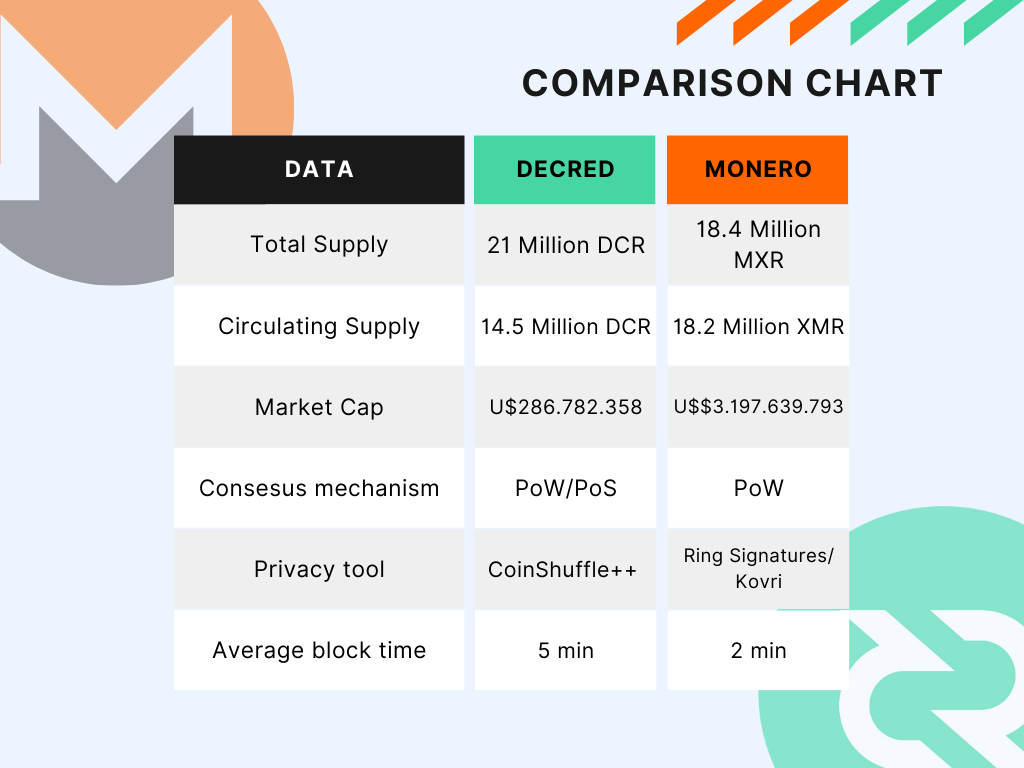 COMPARISON CHART
DATA
DECRED
MONERO
Total Supply
21 Million DCR
18.4 Million
MXR
Circulating Supply
14.5 Million DCR
18.2 Million XMR
Market Cap
U$286.782.358
U$$3.197.639.793
Consesus mechanism
PoW/PoS
PoW
Privacy tool
CoinShuffle++
Ring Signatures/
Kovri
Average block time
5 min
2 min